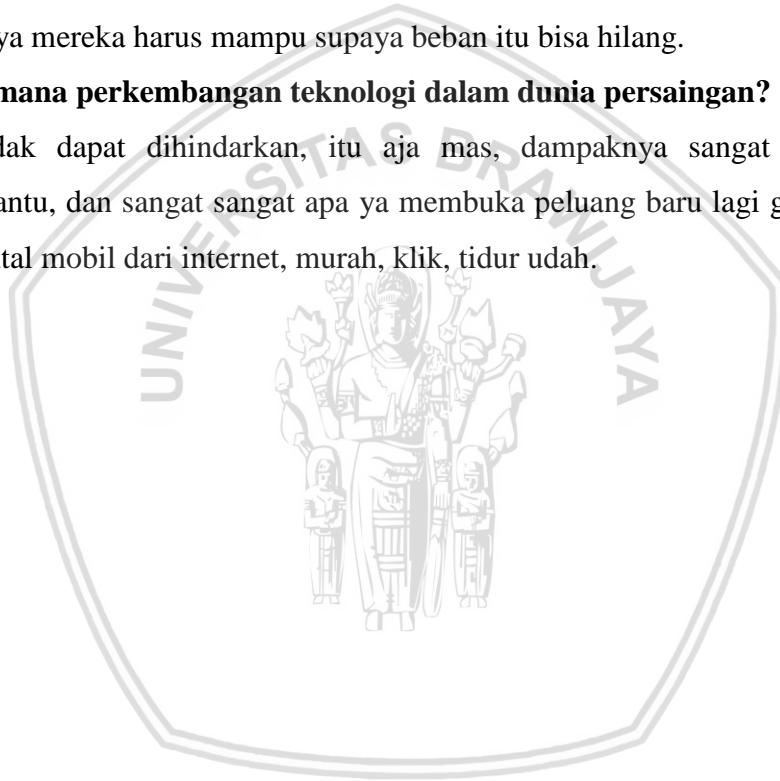 ya mereka harus mampu supaya beban itu bisa hilang.
mana perkembangan teknologi dalam dunia persaingan?
dak dapat dihindarkan, itu aja mas, dampaknya sangat
antu, dan sangat sangat apa ya membuka peluang baru lagi g
tal mobil dari internet, murah, klik, tidur udah.
UNIVERSITAS BRAWIJAYA